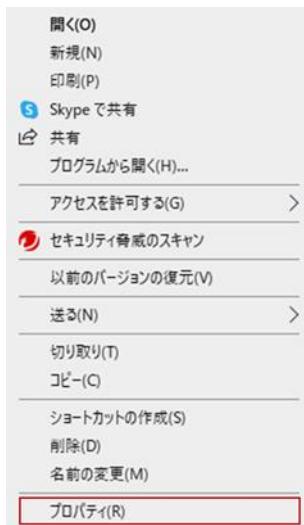 開く(O)
新規(N)
印刷(P)
Skype で共有
共有
プログラムから開く(H)...
アクセスを許可する(G)
セキュリティ脅威のスキャン
以前のバージョンの復元(V)
送る(N)
切り取り(T)
コピー(C)
ショートカットの作成(S)
削除(D)
名前の変更(M)
プロパティ(R)